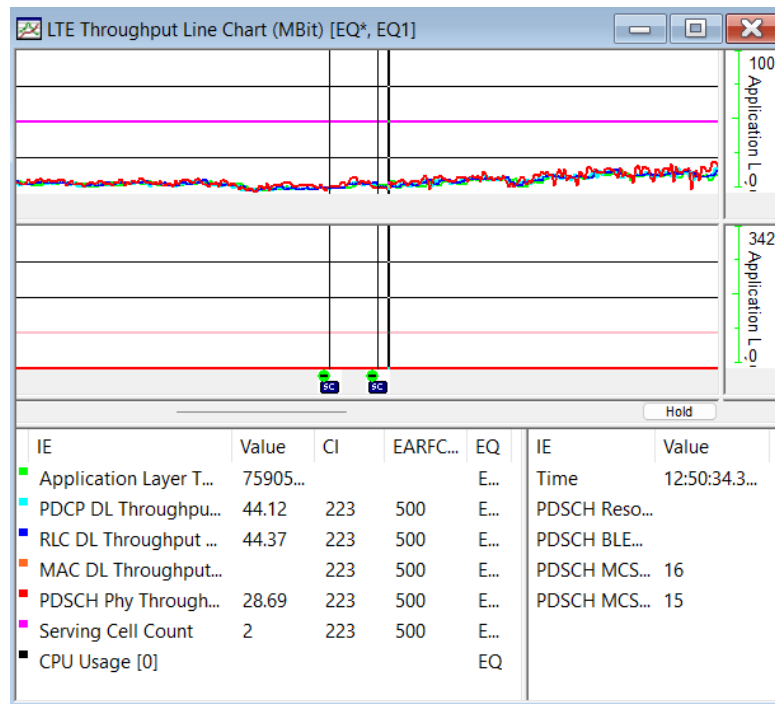 LTE Throughput Line Chart (MBit) [EQ*, EQ1]
100
Application L
342
Application L
SC SC
Hold
IE Value CI EARFC... EQ
Application Layer T... 75905... E...
PDCP DL Throughpu... 44.12 223 500 E...
RLC DL Throughput ... 44.37 223 500 E...
MAC DL Throughput... 223 500 E...
PDSCH Phy Through... 28.69 223 500 E...
Serving Cell Count 2 223 500 E...
CPU Usage [0] EQ
IE Value
Time 12:50:34.3...
PDSCH Reso...
PDSCH BLE...
PDSCH MCS... 16
PDSCH MCS... 15